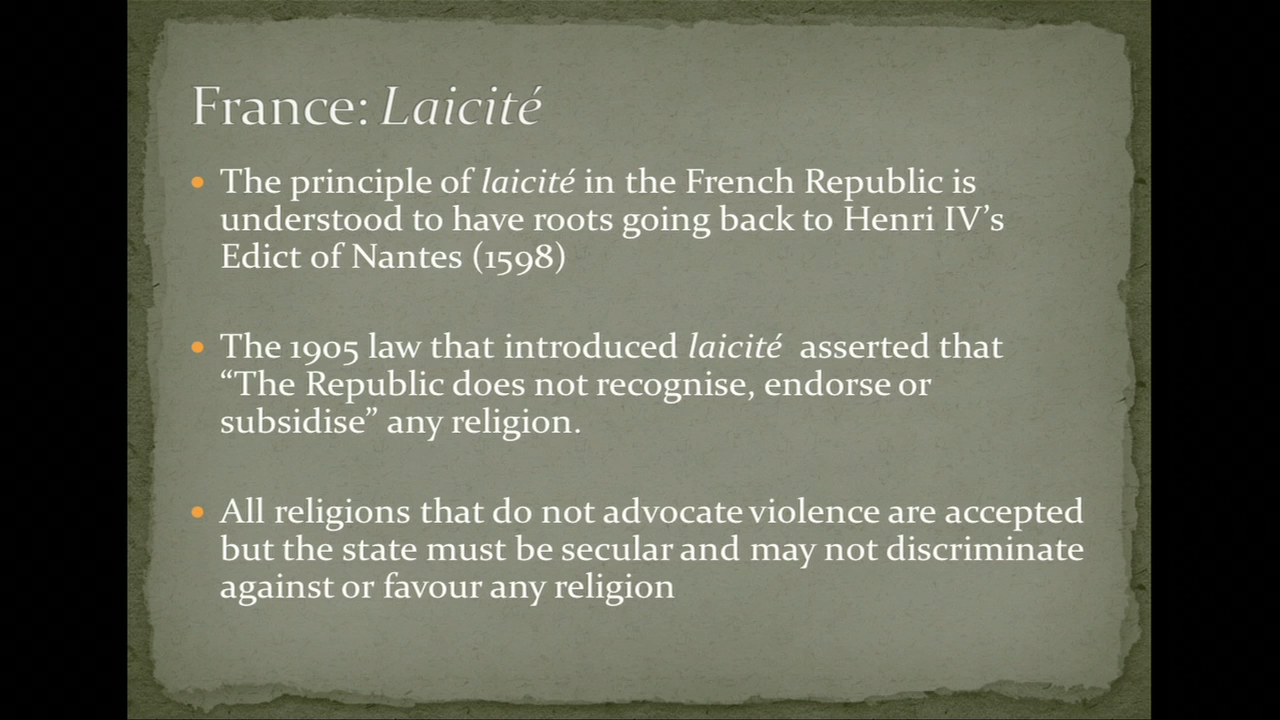 France: Laicité
• The principle of laicité in the French Republic is
understood to have roots going back to Henri IV’s
Edict of Nantes (1598)
• The 1905 law that introduced laicité asserted that
“The Republic does not recognise, endorse or
subsidise” any religion.
• All religions that do not advocate violence are accepted
but the state must be secular and may not discriminate
against or favour any religion